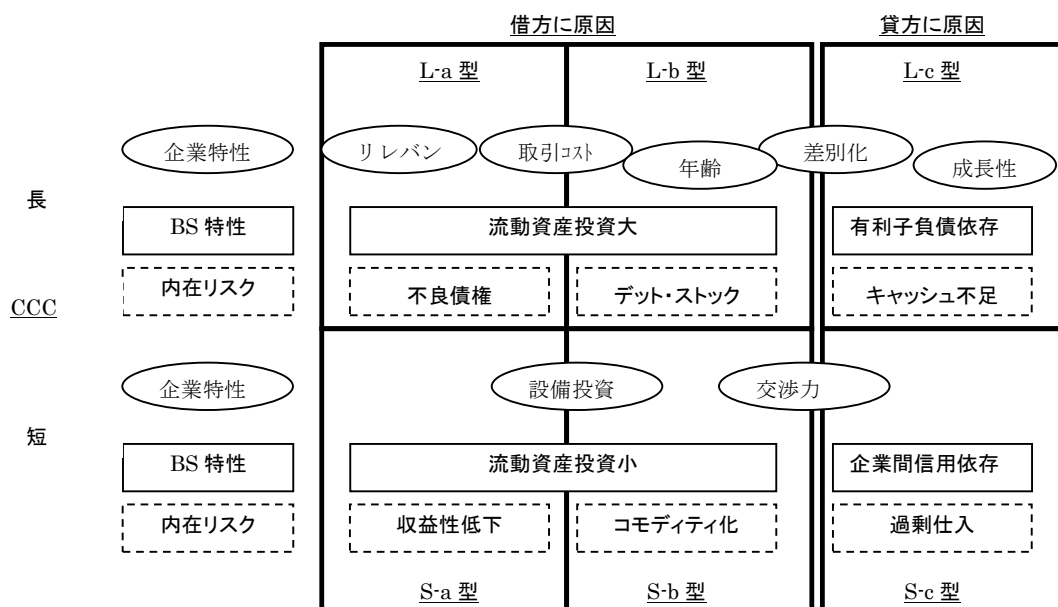 借方に原因 貸方に原因
L-a 型 L-b 型 L-c 型
企業特性 リレバン 取引コスト 年齢 差別化 成長性
長
BS 特性 流動資産投資大 有利子負債依存
内在リスク 不良債権 デット・ストック キャッシュ不足
CCC
企業特性 設備投資 交渉力
短
BS 特性 流動資産投資小 企業間信用依存
内在リスク 収益性低下 コモディティ化 過剰仕入
S-a 型 S-b 型 S-c 型